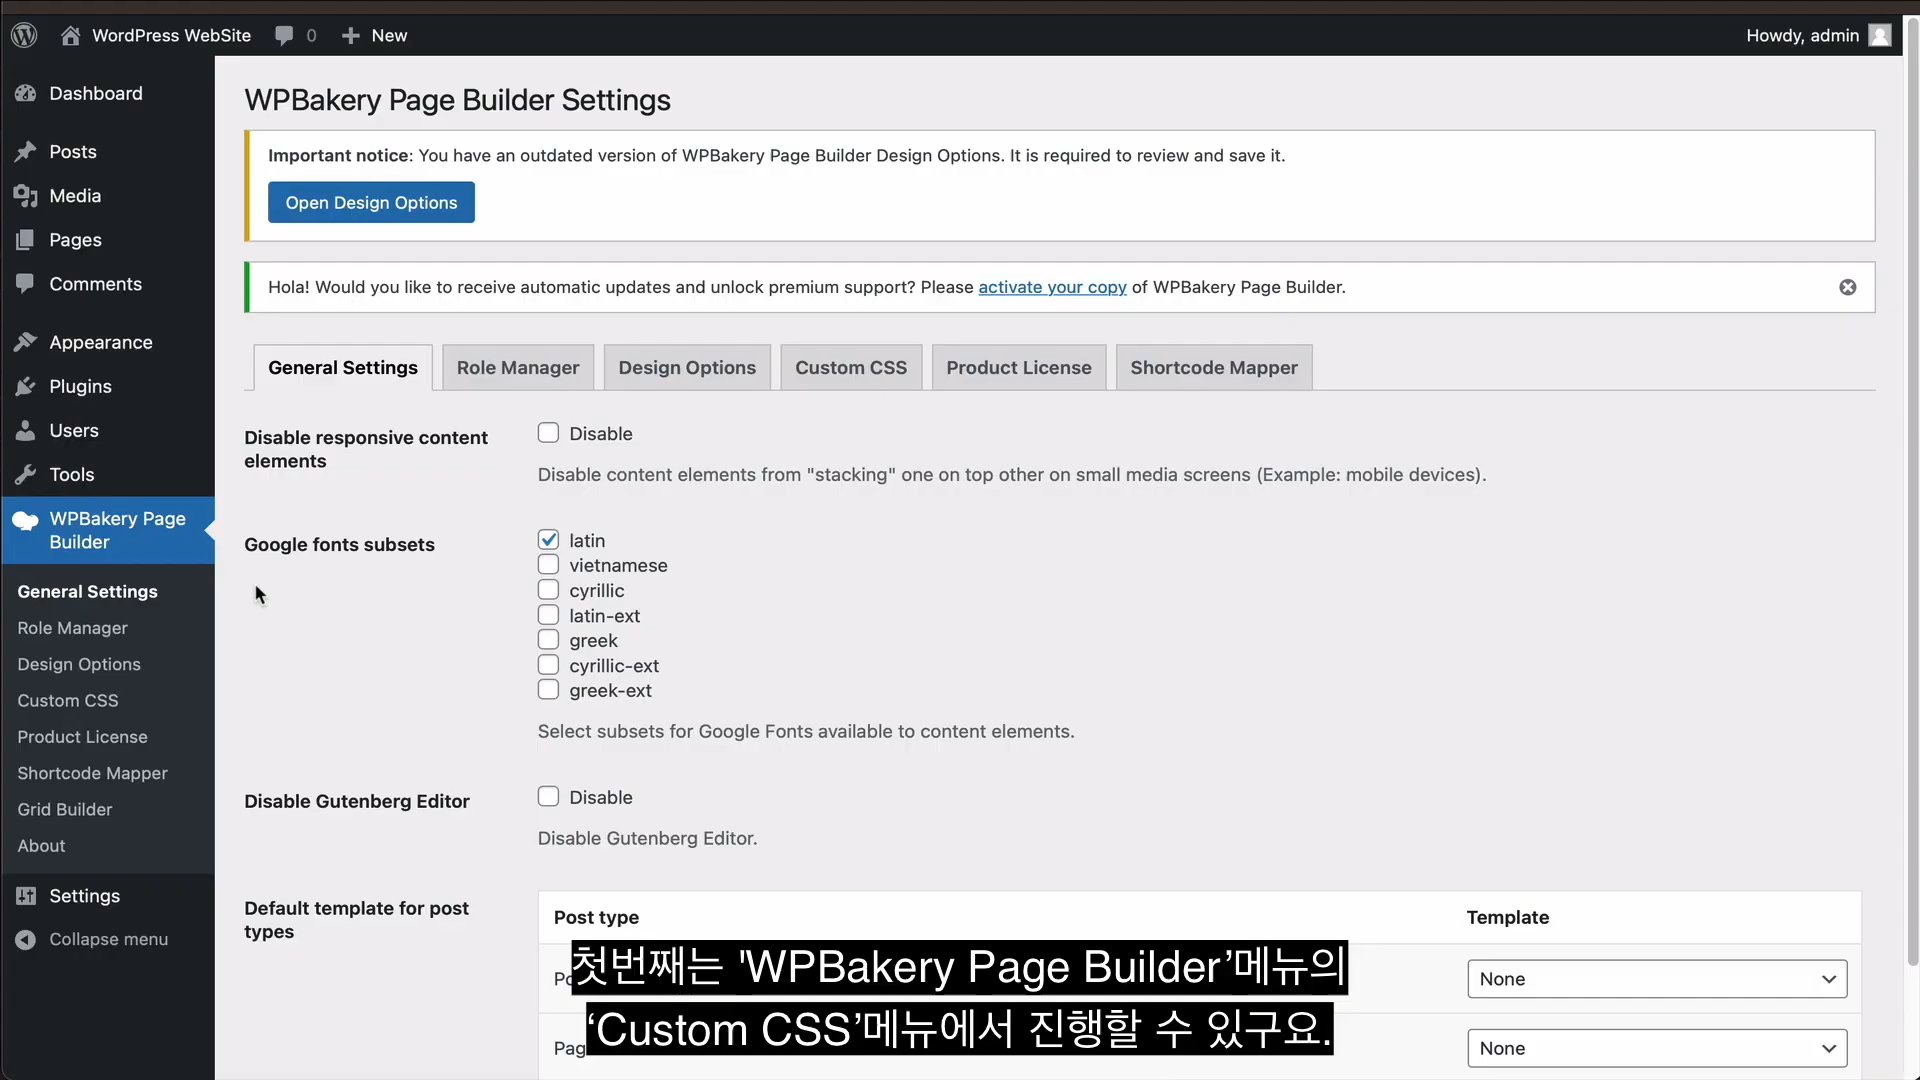 WordPress WebSite
0
New
Howdy, admin
Dashboard
Posts
Media
Pages
Comments
Appearance
Plugins
Users
Tools
WPBakery Page
Builder
General Settings
Role Manager
Design Options
Custom CSS
Product License
Shortcode Mapper
Grid Builder
About
Settings
Collapse menu
WPBakery Page Builder Settings
Important notice: You have an outdated version of WPBakery Page Builder Design Options. It is required to review and save it.
Open Design Options
Hola! Would you like to receive automatic updates and unlock premium support? Please activate your copy of WPBakery Page Builder.
General Settings
Role Manager
Design Options
Custom CSS
Product License
Shortcode Mapper
Disable responsive content
elements
Disable
Disable content elements from "stacking" one on top other on small media screens (Example: mobile devices).
Google fonts subsets
latin
vietnamese
cyrillic
latin-ext
greek
cyrillic-ext
greek-ext
Select subsets for Google Fonts available to content elements.
Disable Gutenberg Editor
Disable
Disable Gutenberg Editor.
Default template for post
types
Post type
Template
None
None
첫번째는 'WPBakery Page Builder’메뉴의
‘Custom CSS’메뉴에서 진행할 수 있구요.